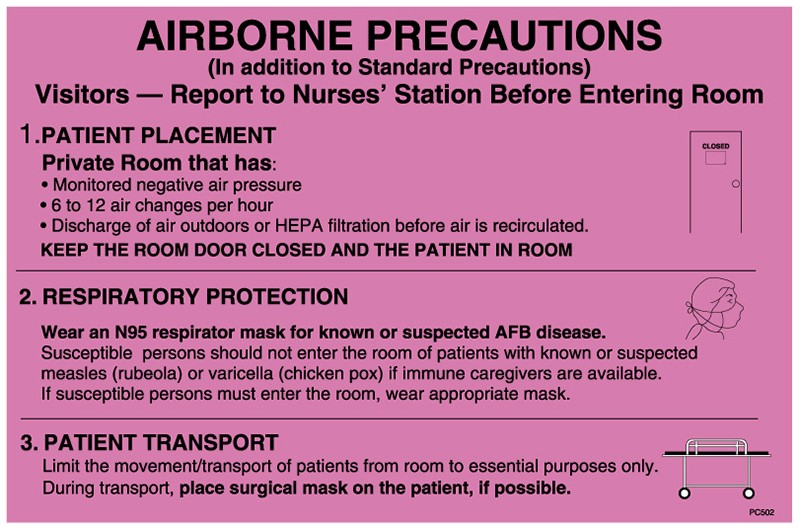 AIRBORNE PRECAUTIONS
(In addition to Standard Precautions)
Visitors — Report to Nurses' Station Before Entering Room
1.PATIENT PLACEMENT
Private Room that has:
• Monitored negative air pressure
• 6 to 12 air changes per hour
• Discharge of air outdoors or HEPA filtration before air is recirculated.
KEEP THE ROOM DOOR CLOSED AND THE PATIENT IN ROOM
CLOSED
2. RESPIRATORY PROTECTION
Wear an N95 respirator mask for known or suspected AFB disease.
Susceptible persons should not enter the room of patients with known or suspected
measles (rubeola) or varicella (chicken pox) if immune caregivers are available.
If susceptible persons must enter the room, wear appropriate mask.
3. PATIENT TRANSPORT
Limit the movement/transport of patients from room to essential purposes only.
During transport, place surgical mask on the patient, if possible.
PC502